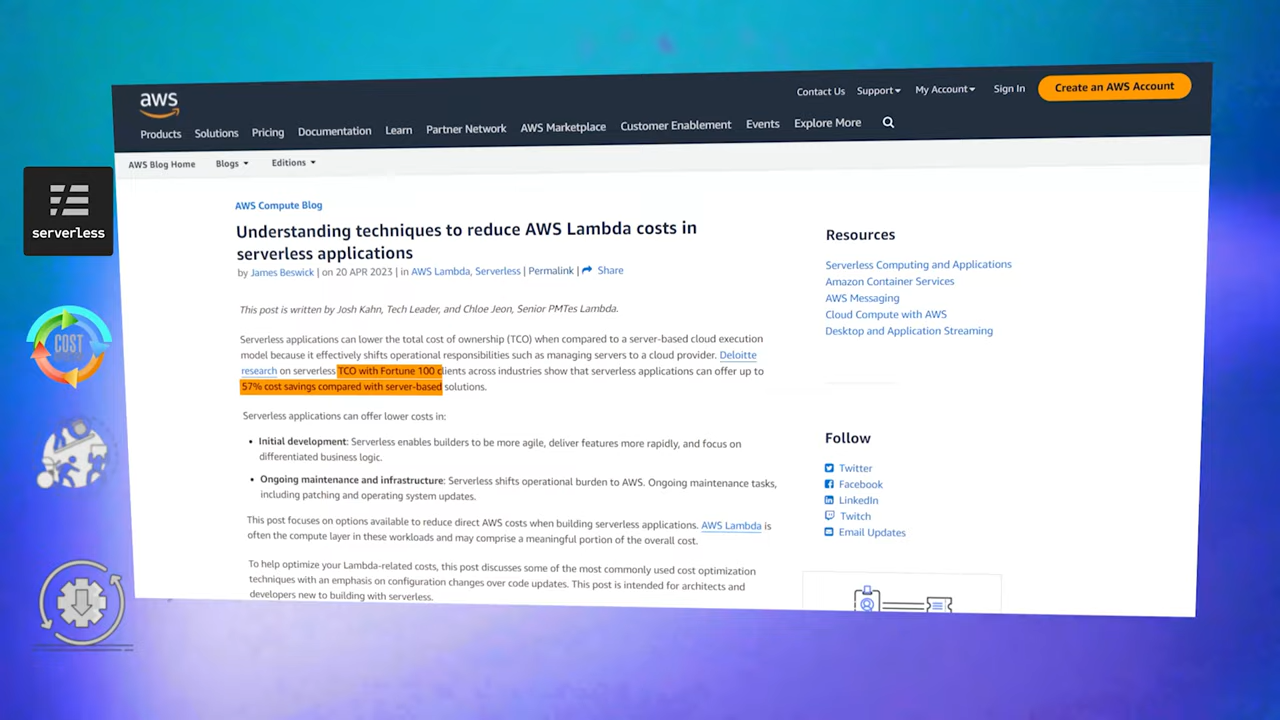 aws
Contact Us
Support
My Account
Sign In
Create an AWS Account
Products
Solutions
Pricing
Documentation
Learn
Partner Network
AWS Marketplace
Customer Enablement
Events
Explore More
AWS Blog Home
Blogs
Editions
serverless
COST
AWS Compute Blog
Understanding techniques to reduce AWS Lambda costs in
serverless applications
by James Beswick | on 20 APR 2023 | in AWS Lambda, Serverless | Permalink | Share
This post is written by Josh Kahn, Tech Leader, and Chloe Jeon, Senior PMTes Lambda.
Serverless applications can lower the total cost of ownership (TCO) when compared to a server-based cloud execution
model because it effectively shifts operational responsibilities such as managing servers to a cloud provider. Deloitte
research on serverless TCO with Fortune 100 clients across industries show that serverless applications can offer up to
57% cost savings compared with server-based solutions.
Serverless applications can offer lower costs in:
• Initial development: Serverless enables builders to be more agile, deliver features more rapidly, and focus on
differentiated business logic.
• Ongoing maintenance and infrastructure: Serverless shifts operational burden to AWS. Ongoing maintenance tasks,
including patching and operating system updates.
This post focuses on options available to reduce direct AWS costs when building serverless applications. AWS Lambda is
often the compute layer in these workloads and may comprise a meaningful portion of the overall cost.
To help optimize your Lambda-related costs, this post discusses some of the most commonly used cost optimization
techniques with an emphasis on configuration changes over code updates. This post is intended for architects and
developers new to building with serverless.
Resources
Serverless Computing and Applications
Amazon Container Services
AWS Messaging
Cloud Compute with AWS
Desktop and Application Streaming
Follow
Twitter
Facebook
LinkedIn
Twitch
Email Updates